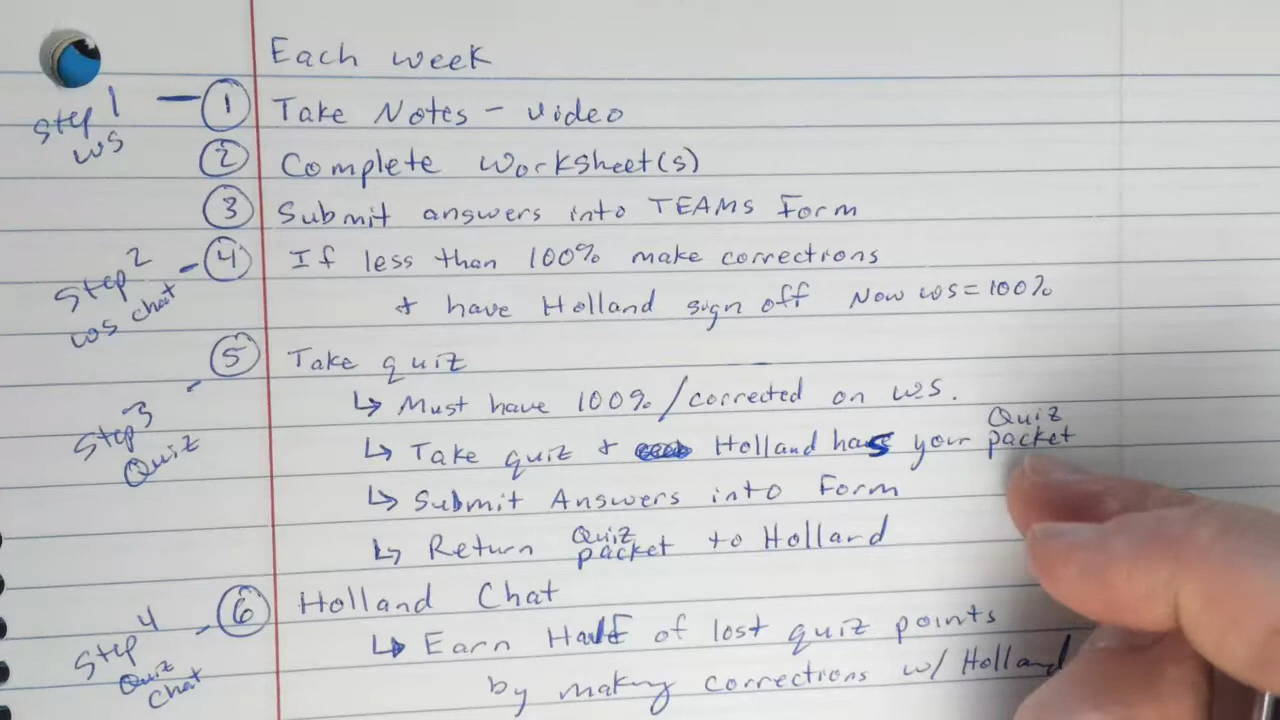 Each week
Step 1 — ① Take Notes - video
WS
② Complete Worksheet(s)
③ Submit answers into TEAMS Form
Step 2 - ④ If less than 100% make corrections
WS chat
+ have Holland sign off Now WS = 100%
⑤ Take quiz
Step 3 -
Quiz
↳ Must have 100%/corrected on WS.
↳ Take quiz + Holland has your Quiz packet
↳ Submit Answers into Form
↳ Return Quiz packet to Holland
Step 4 - ⑥ Holland Chat
Quiz
Chat
↳ Earn Half of lost quiz points
by making corrections w/ Holland